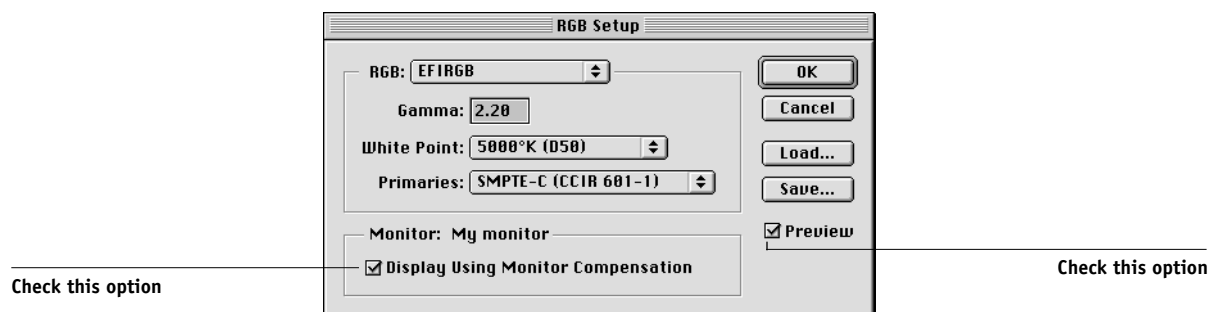 RGB Setup
RGB: EFIRGB
OK
Gamma: 2.20
Cancel
White Point: 5000°K (D50)
Load...
Primaries: SMPTE-C (CCIR 601-1)
Save...
Monitor: My monitor
Preview
Display Using Monitor Compensation
Check this option
Check this option